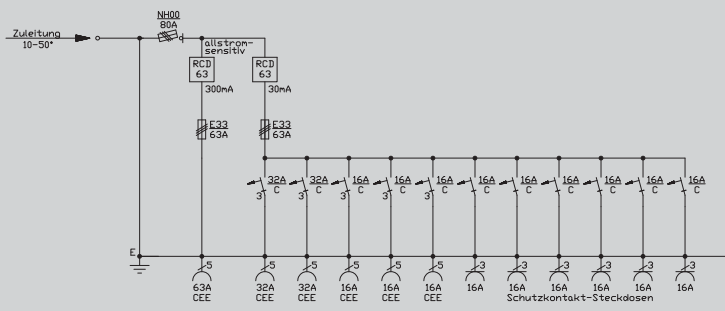 NH00
80A
Zuleitung
10-50°
allstrom-
sensitiv
RCD
63
RCD
63
300mA
30mA
E33
63A
E33
63A
32A
C
3
32A
C
3
16A
C
3
16A
C
3
16A
C
3
16A
C
16A
C
16A
C
16A
C
16A
C
16A
C
E
5
5
5
5
5
5
3
3
3
3
3
3
63A
CEE
32A
CEE
32A
CEE
16A
CEE
16A
CEE
16A
CEE
16A
16A
16A
16A
16A
16A
Schutzkontakt-Steckdosen